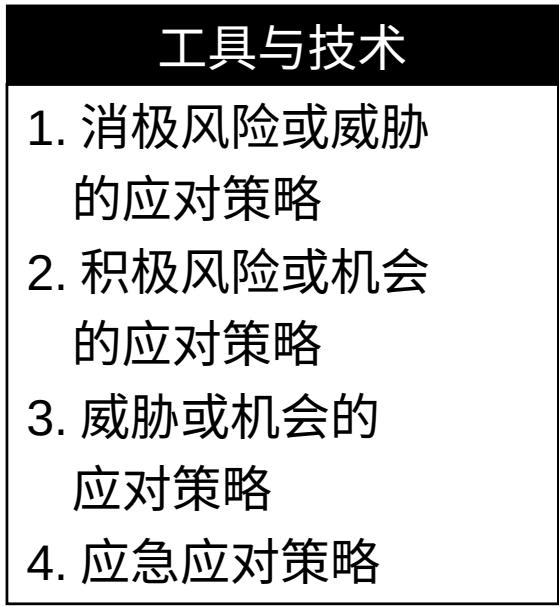 工具与技术
1. 消极风险或威胁
的应对策略
2. 积极风险或机会
的应对策略
3. 威胁或机会的
应对策略
4. 应急应对策略